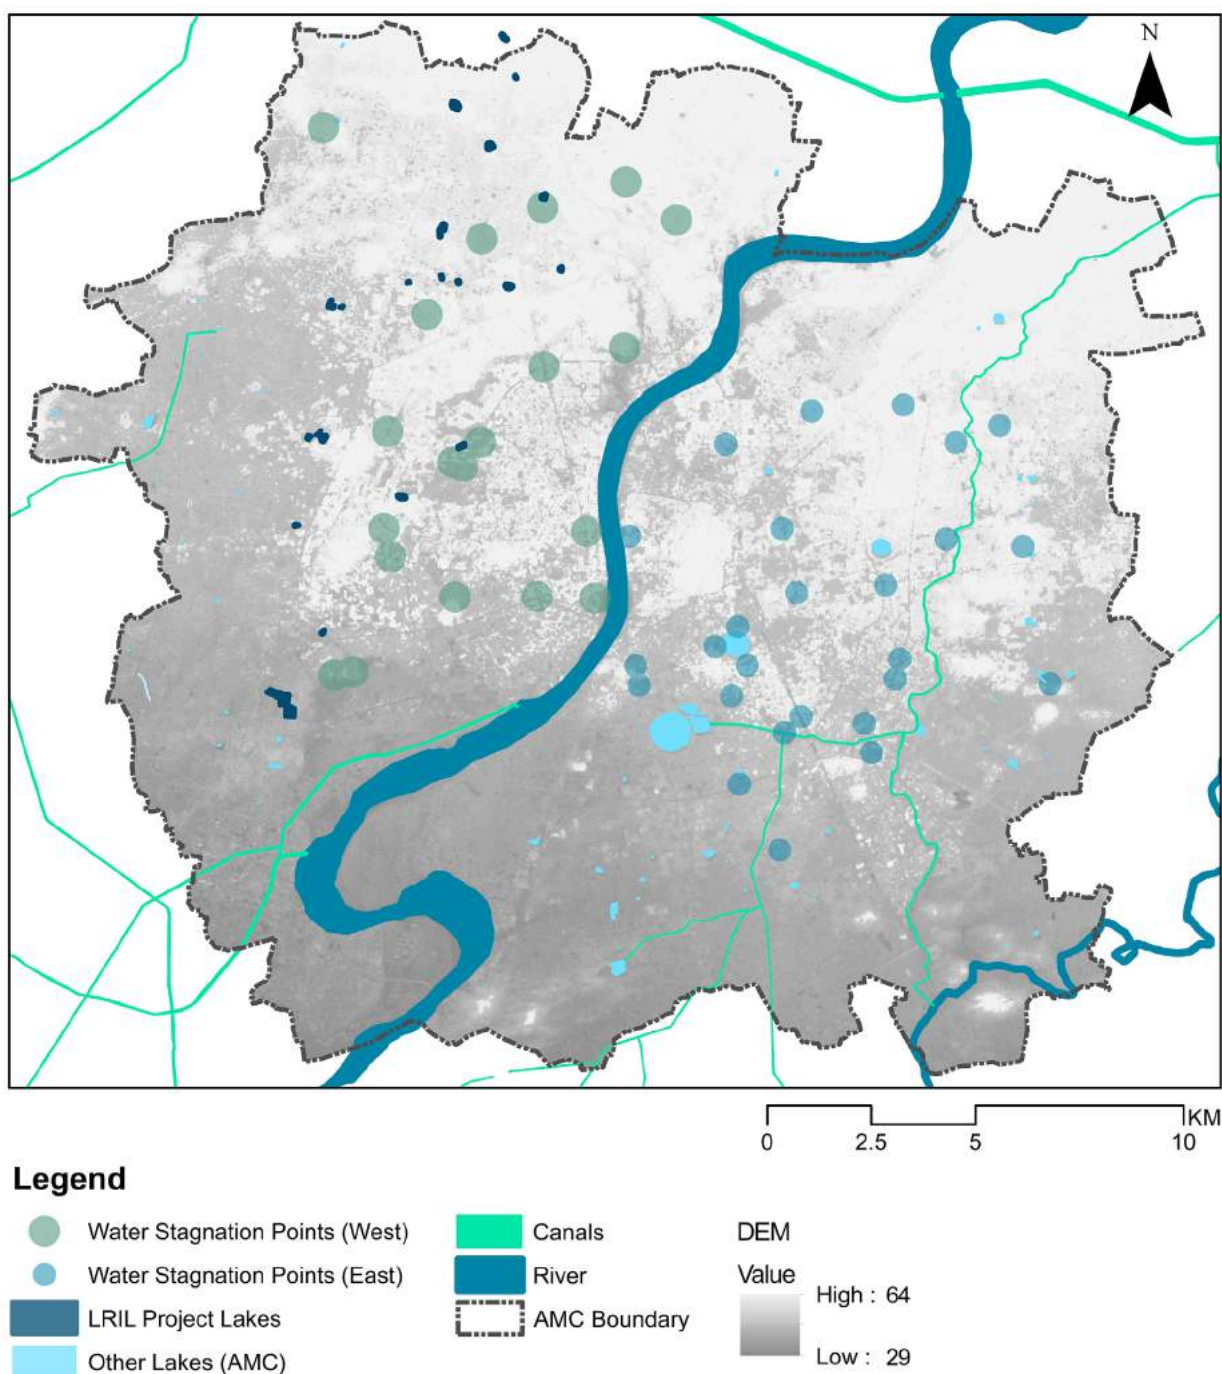 N
KM
0 2.5 5 10
Legend
Water Stagnation Points (West)
Water Stagnation Points (East)
LRIL Project Lakes
Other Lakes (AMC)
Canals
River
AMC Boundary
DEM
Value
High : 64
Low : 29